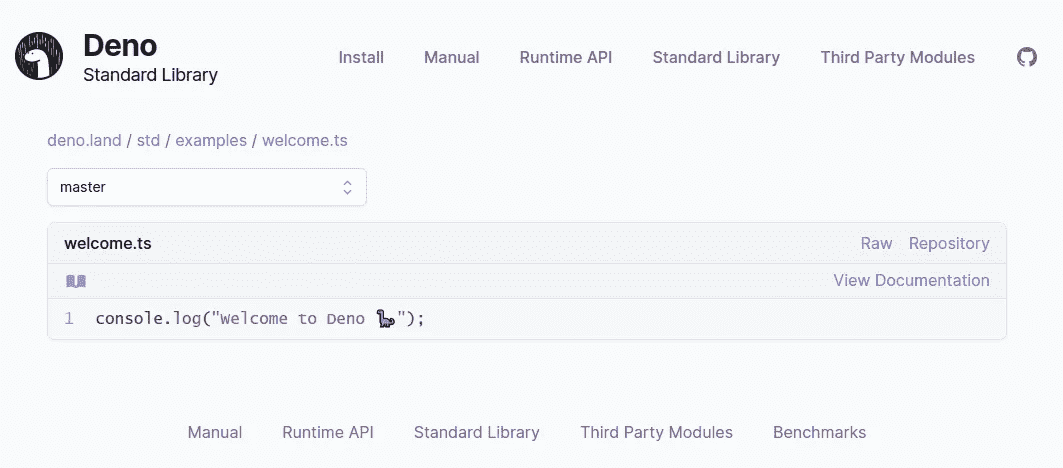 Deno
Standard Library
Install Manual Runtime API Standard Library Third Party Modules
deno.land / std / examples / welcome.ts
master
welcome.ts Raw Repository
View Documentation
1 console.log("Welcome to Deno 🦕");
Manual Runtime API Standard Library Third Party Modules Benchmarks